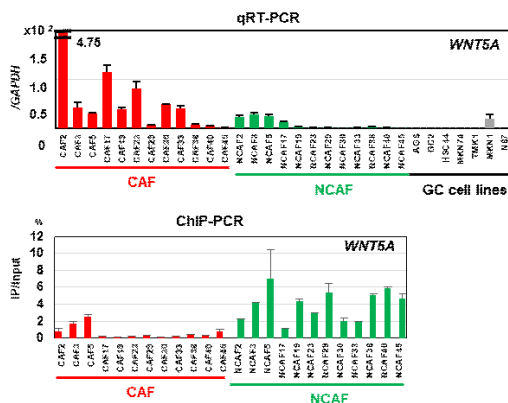 qRT-PCR
x10 2
4.75
WNT5A
1.5
1.0
0.5
0
/GAPDH
CAF2 CAF3 CAF5 CAF17 CAF19 CAF23 CAF29 CAF30 CAF33 CAF38 CAF40 CAF45 NCAF2 NCAF3 NCAF5 NCAF17 NCAF19 NCAF23 NCAF29 NCAF30 NCAF33 NCAF38 NCAF40 NCAF45 AGS HSC44 MKN74 TMK1 MKN1 N87
CAF NCAF GC cell lines
ChIP-PCR
%
WNT5A
12
10
8
6
4
2
0
IP/Input
CAF2 CAF3 CAF5 CAF17 CAF19 CAF23 CAF29 CAF30 CAF33 CAF38 CAF40 CAF45 NCAF2 NCAF3 NCAF5 NCAF17 NCAF19 NCAF23 NCAF29 NCAF30 NCAF33 NCAF38 NCAF40 NCAF45
CAF NCAF